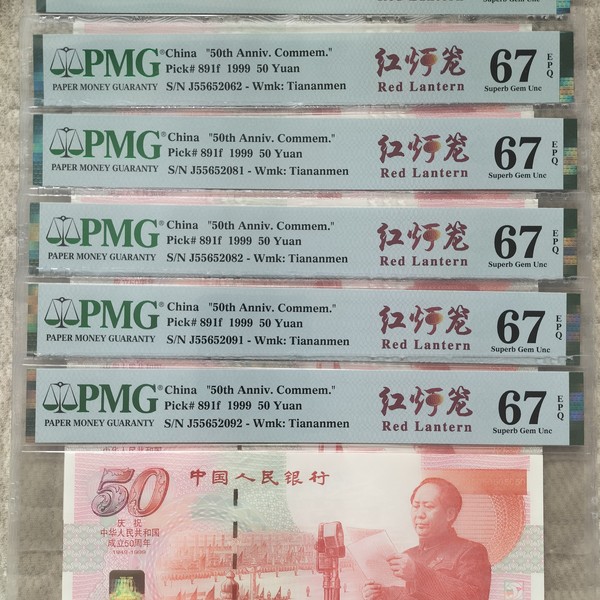 PMG® China "50th Anniv. Commem." 红灯笼 67 EPQ
Pick# 891f 1999 50 Yuan
PAPER MONEY GUARANTY S/N J55652062 - Wmk: Tiananmen Red Lantern Superb Gem Unc
PMG® China "50th Anniv. Commem." 红灯笼 67 EPQ
Pick# 891f 1999 50 Yuan
PAPER MONEY GUARANTY S/N J55652081 - Wmk: Tiananmen Red Lantern Superb Gem Unc
PMG® China "50th Anniv. Commem." 红灯笼 67 EPQ
Pick# 891f 1999 50 Yuan
PAPER MONEY GUARANTY S/N J55652082 - Wmk: Tiananmen Red Lantern Superb Gem Unc
PMG® China "50th Anniv. Commem." 红灯笼 67 EPQ
Pick# 891f 1999 50 Yuan
PAPER MONEY GUARANTY S/N J55652091 - Wmk: Tiananmen Red Lantern Superb Gem Unc
PMG® China "50th Anniv. Commem." 红灯笼 67 EPQ
Pick# 891f 1999 50 Yuan
PAPER MONEY GUARANTY S/N J55652092 - Wmk: Tiananmen Red Lantern Superb Gem Unc
50 中国人民银行
庆祝
中华人民共和国
成立50周年
1949-1999